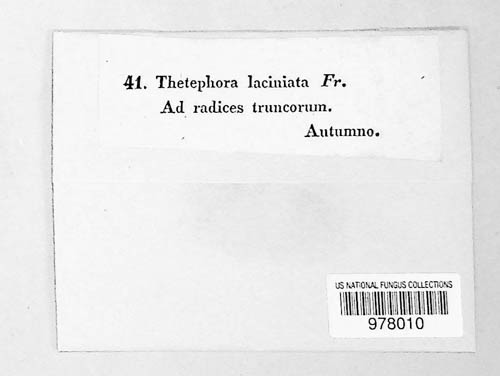 41. Thetephora laciniata Fr.
Ad radices truncorum.
Autumno.
US NATIONAL FUNGUS COLLECTIONS
978010